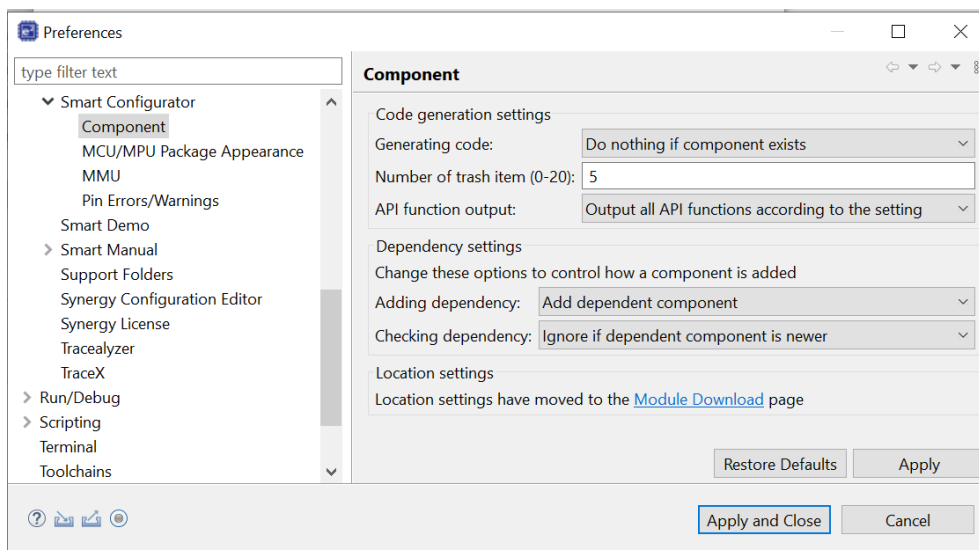 Preferences
type filter text
Smart Configurator
Component
MCU/MPU Package Appearance
MMU
Pin Errors/Warnings
Smart Demo
Smart Manual
Support Folders
Synergy Configuration Editor
Synergy License
Tracealyzer
TraceX
Run/Debug
Scripting
Terminal
Toolchains
Component
Code generation settings
Generating code: Do nothing if component exists
Number of trash item (0-20): 5
API function output: Output all API functions according to the setting
Dependency settings
Change these options to control how a component is added
Adding dependency: Add dependent component
Checking dependency: Ignore if dependent component is newer
Location settings
Location settings have moved to the Module Download page
Restore Defaults Apply
Apply and Close Cancel